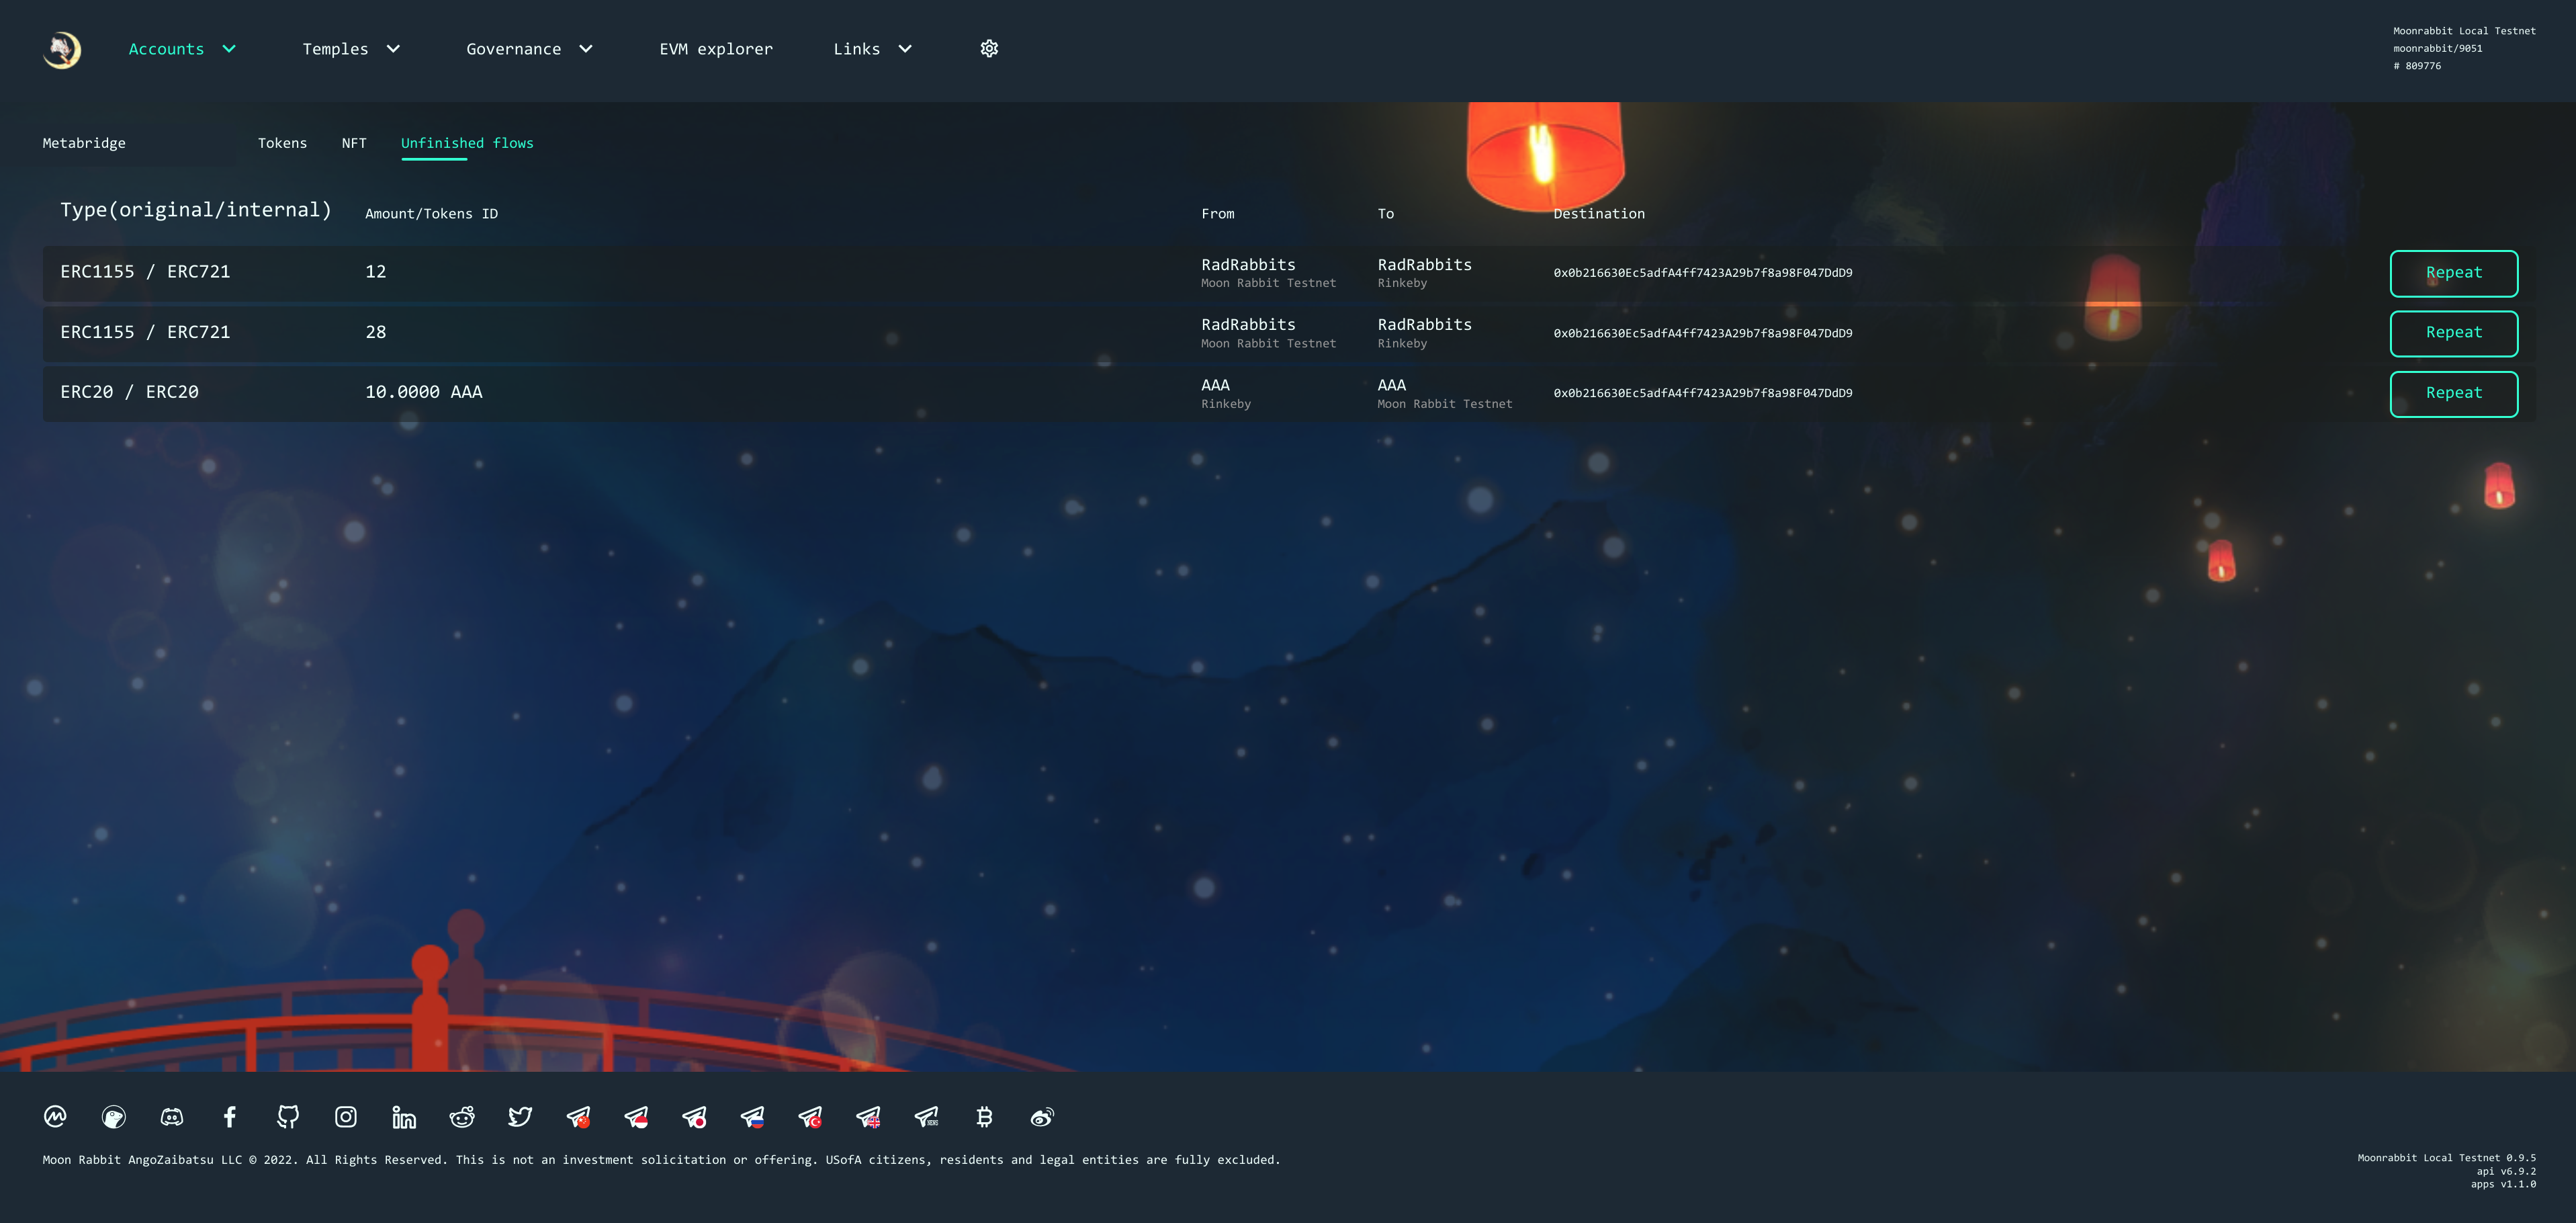 Accounts Temples Governance EVM explorer Links
Moonrabbit Local Testnet
moonrabbit/9051
# 809776
Metabridge Tokens NFT Unfinished flows
Type(original/internal) Amount/Tokens ID From To Destination
ERC1155 / ERC721 12 RadRabbits RadRabbits 0x0b216630Ec5adfA4ff7423A29b7f8a98F047DdD9 Repeat
Moon Rabbit Testnet Rinkeby
ERC1155 / ERC721 28 RadRabbits RadRabbits 0x0b216630Ec5adfA4ff7423A29b7f8a98F047DdD9 Repeat
Moon Rabbit Testnet Rinkeby
ERC20 / ERC20 10.0000 AAA AAA AAA 0x0b216630Ec5adfA4ff7423A29b7f8a98F047DdD9 Repeat
Rinkeby Moon Rabbit Testnet
NEWS
Moon Rabbit AngoZaibatsu LLC © 2022. All Rights Reserved. This is not an investment solicitation or offering. USofA citizens, residents and legal entities are fully excluded.
Moonrabbit Local Testnet 0.9.5
api v6.9.2
apps v1.1.0